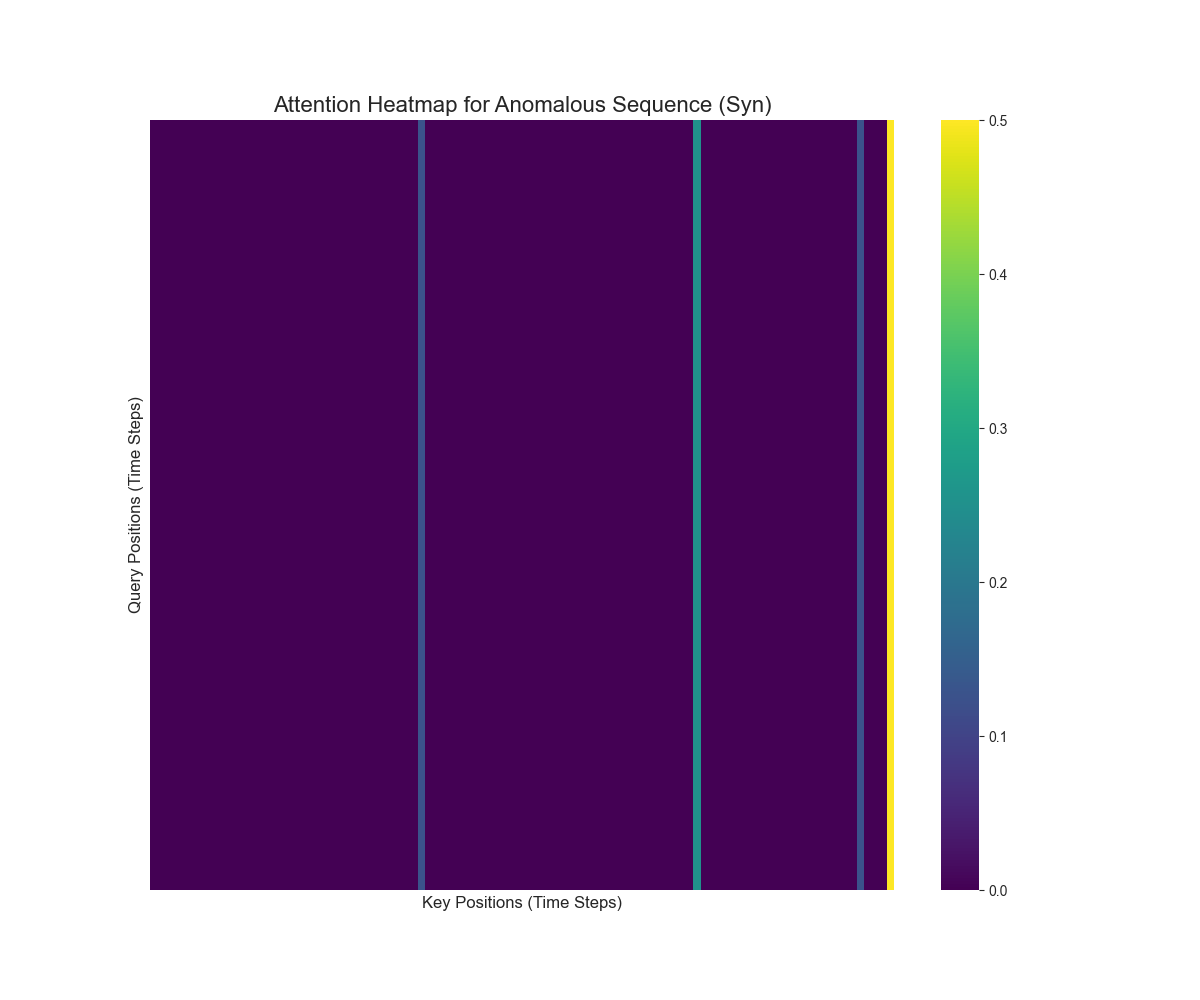 Attention Heatmap for Anomalous Sequence (Syn)
Query Positions (Time Steps)
Key Positions (Time Steps)
0.5
0.4
0.3
0.2
0.1
0.0